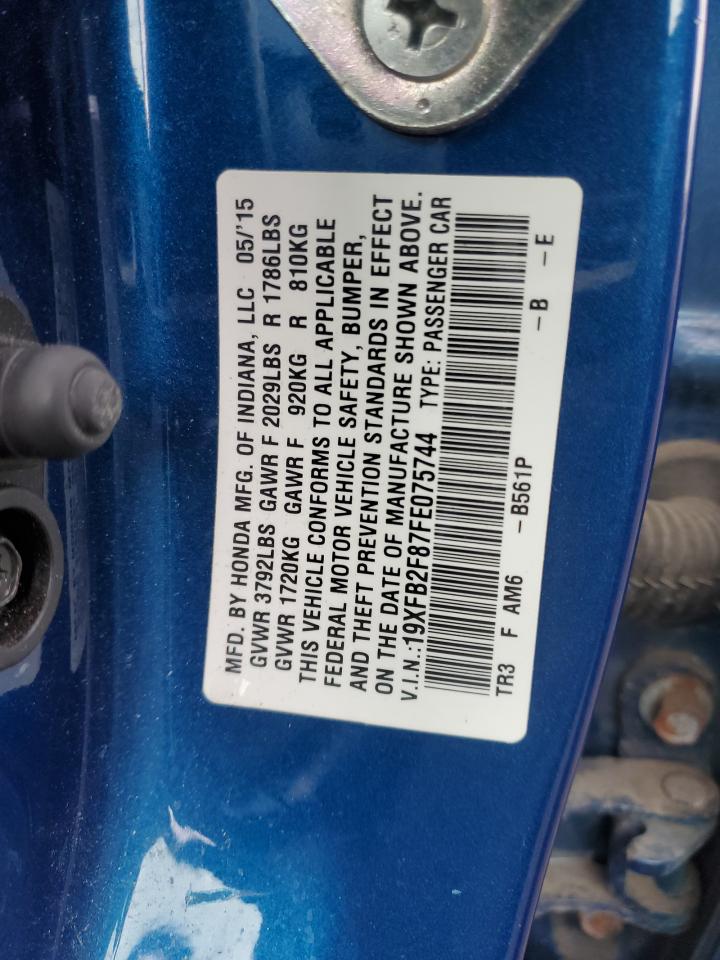 MFD. BY HONDA MFG. OF INDIANA, LLC 05/'15
GVWR 3792LBS GAWR F 2029LBS R 1786LBS
GVWR 1720KG GAWR F 920KG R 810KG
THIS VEHICLE CONFORMS TO ALL APPLICABLE
FEDERAL MOTOR VEHICLE SAFETY, BUMPER,
AND THEFT PREVENTION STANDARDS IN EFFECT
ON THE DATE OF MANUFACTURE SHOWN ABOVE.
V.I.N.:19XFB2F87FE075744 TYPE: PASSENGER CAR
TR3 F AM6 -B561P -B -E